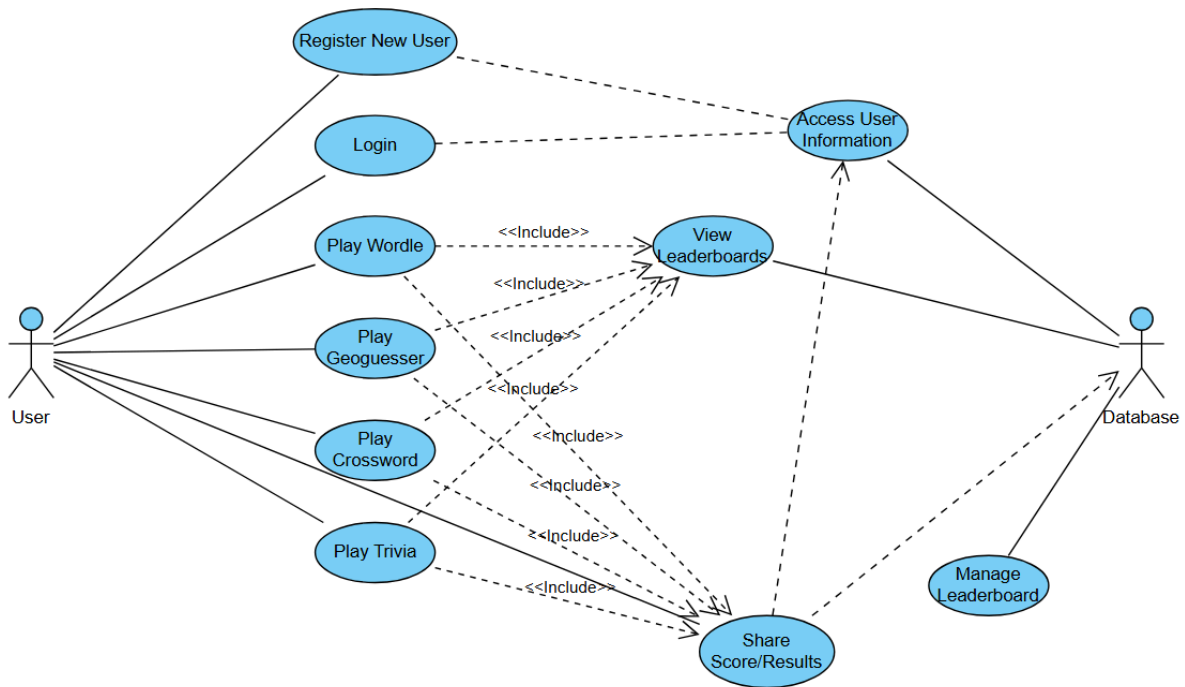 Register New User
Login
Access User
Information
Play Wordle
<<Include>>
View
Leaderboards
<<Include>>
Play
Geoguesser
<<Include>>
<<Include>>
User
Database
Play
Crossword
<<Include>>
<<Include>>
<<Include>>
Play Trivia
<<Include>>
Manage
Leaderboard
Share
Score/Results